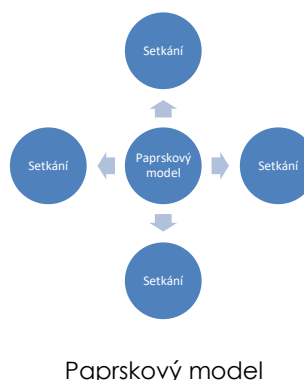 Setkání
Setkání
Paprskový
model
Setkání
Setkání
Paprskový model